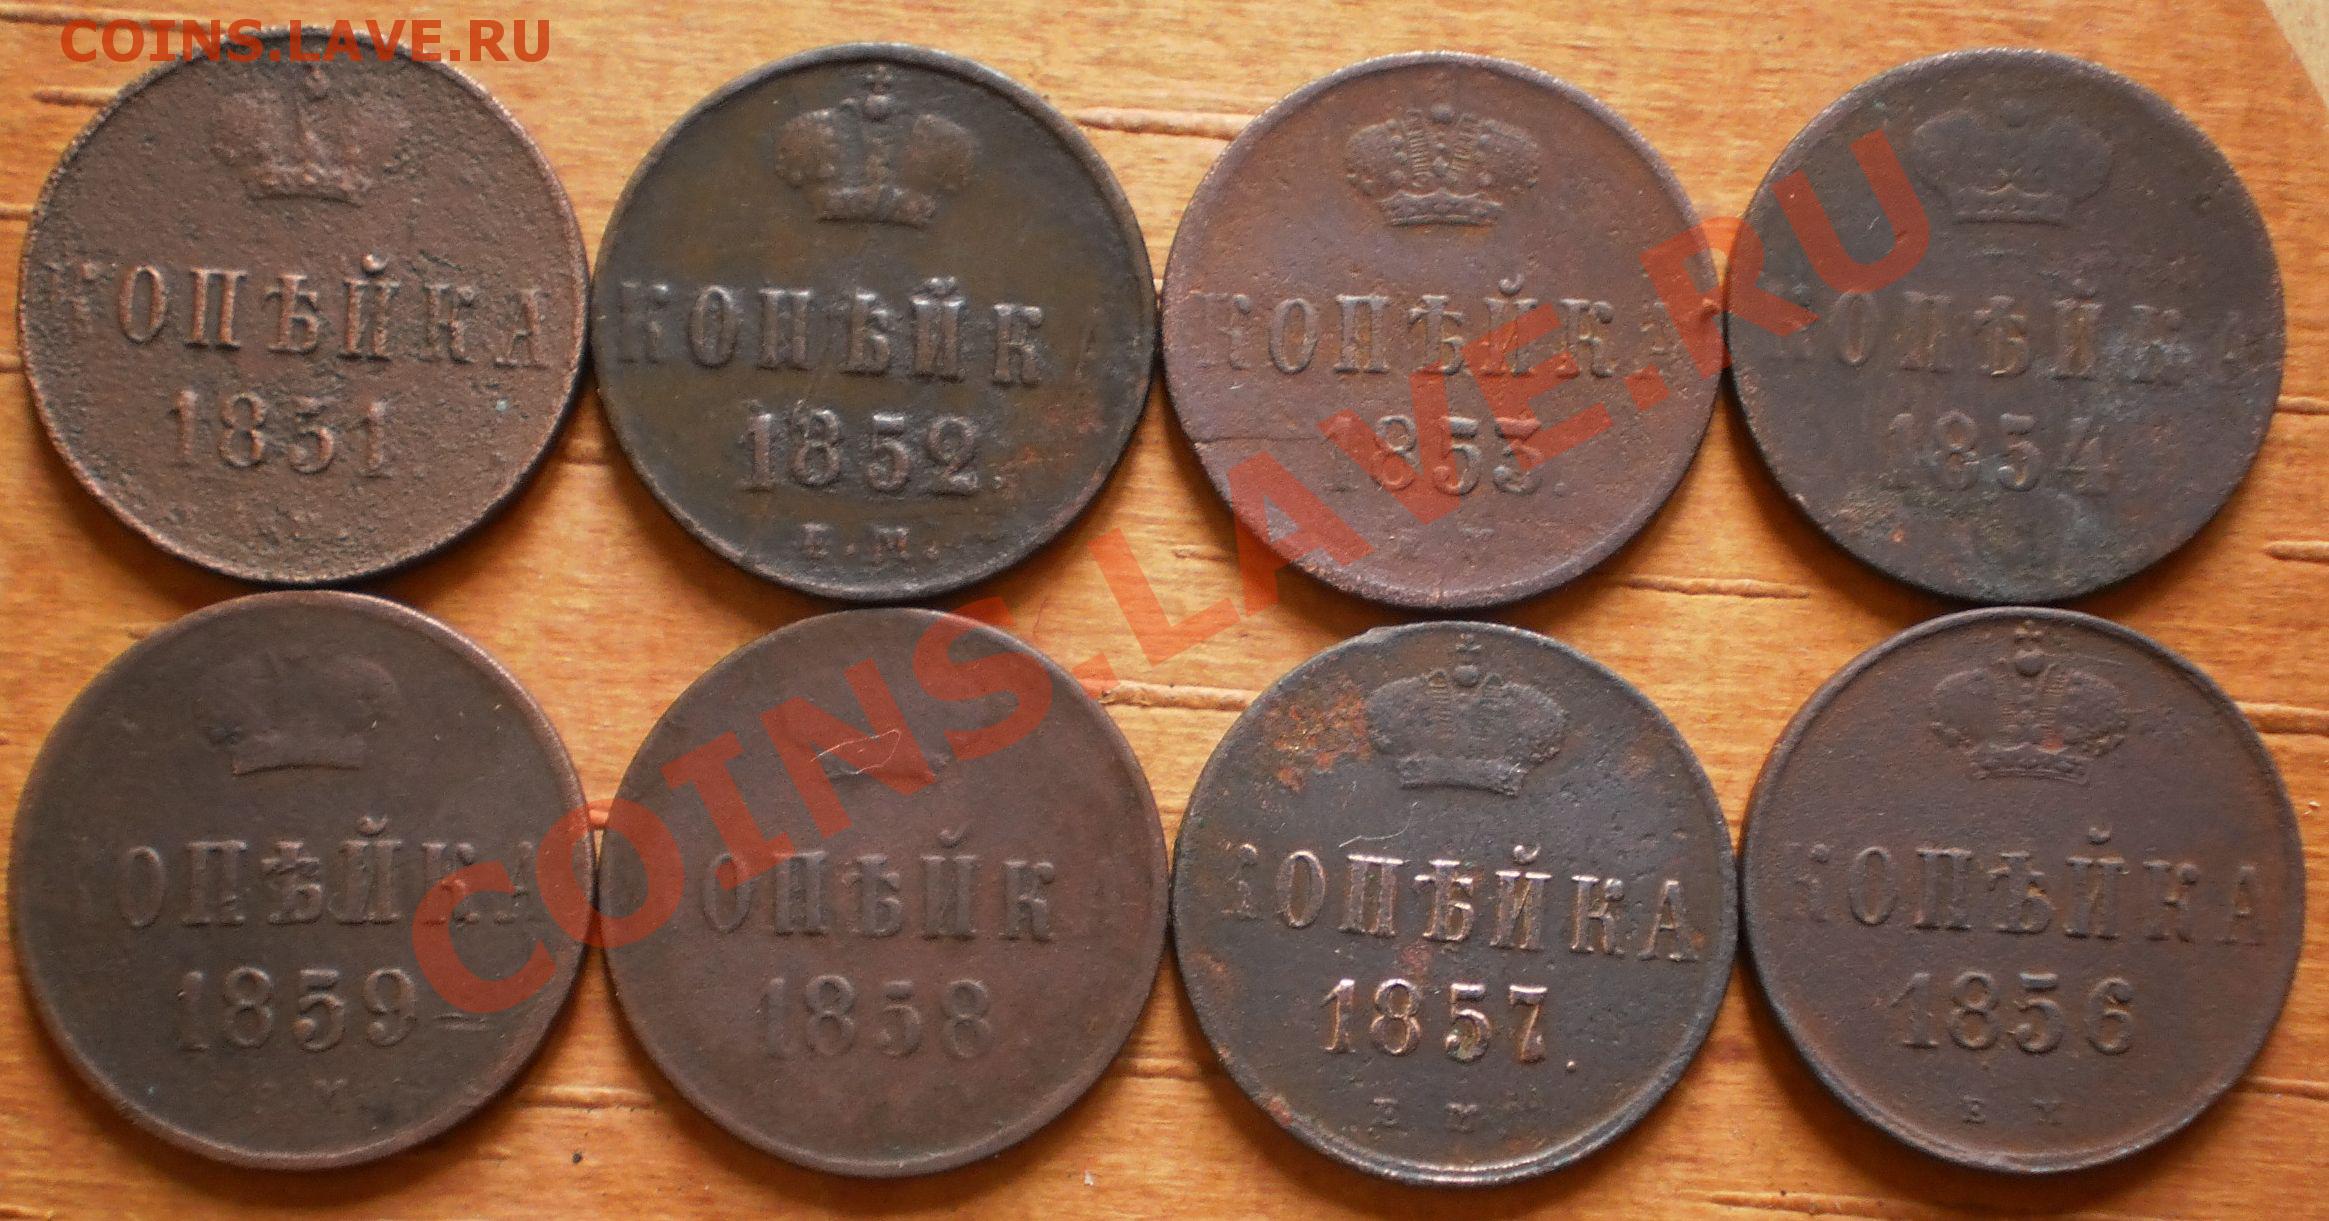 COINS.LAVE.RU
КОПѢЙКА
1851
КОПѢЙКА
1852.
Е.М.
КОПѢЙКА
1853.
КОПѢЙКА
1854
КОПѢЙКА
1859
КОПѢЙКА
1858
КОПѢЙКА
1857.
Е М
КОПѢЙКА
1856
Е М
COINS.LAVE.RU